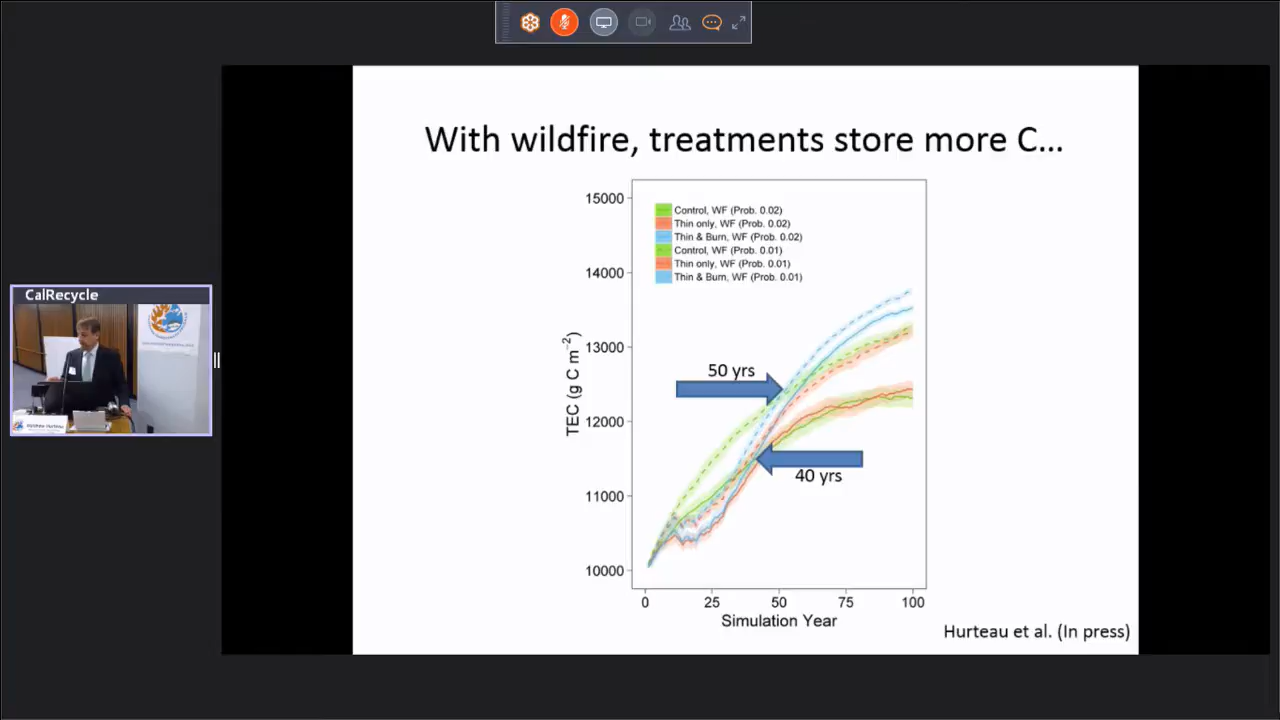 With wildfire, treatments store more C...
15000
14000
13000
12000
11000
10000
TEC (g C m⁻²)
Control, WF (Prob. 0.02)
Thin only, WF (Prob. 0.02)
Thin & Burn, WF (Prob. 0.02)
Control, WF (Prob. 0.01)
Thin only, WF (Prob. 0.01)
Thin & Burn, WF (Prob. 0.01)
50 yrs
40 yrs
0 25 50 75 100
Simulation Year
Hurteau et al. (In press)
CalRecycle